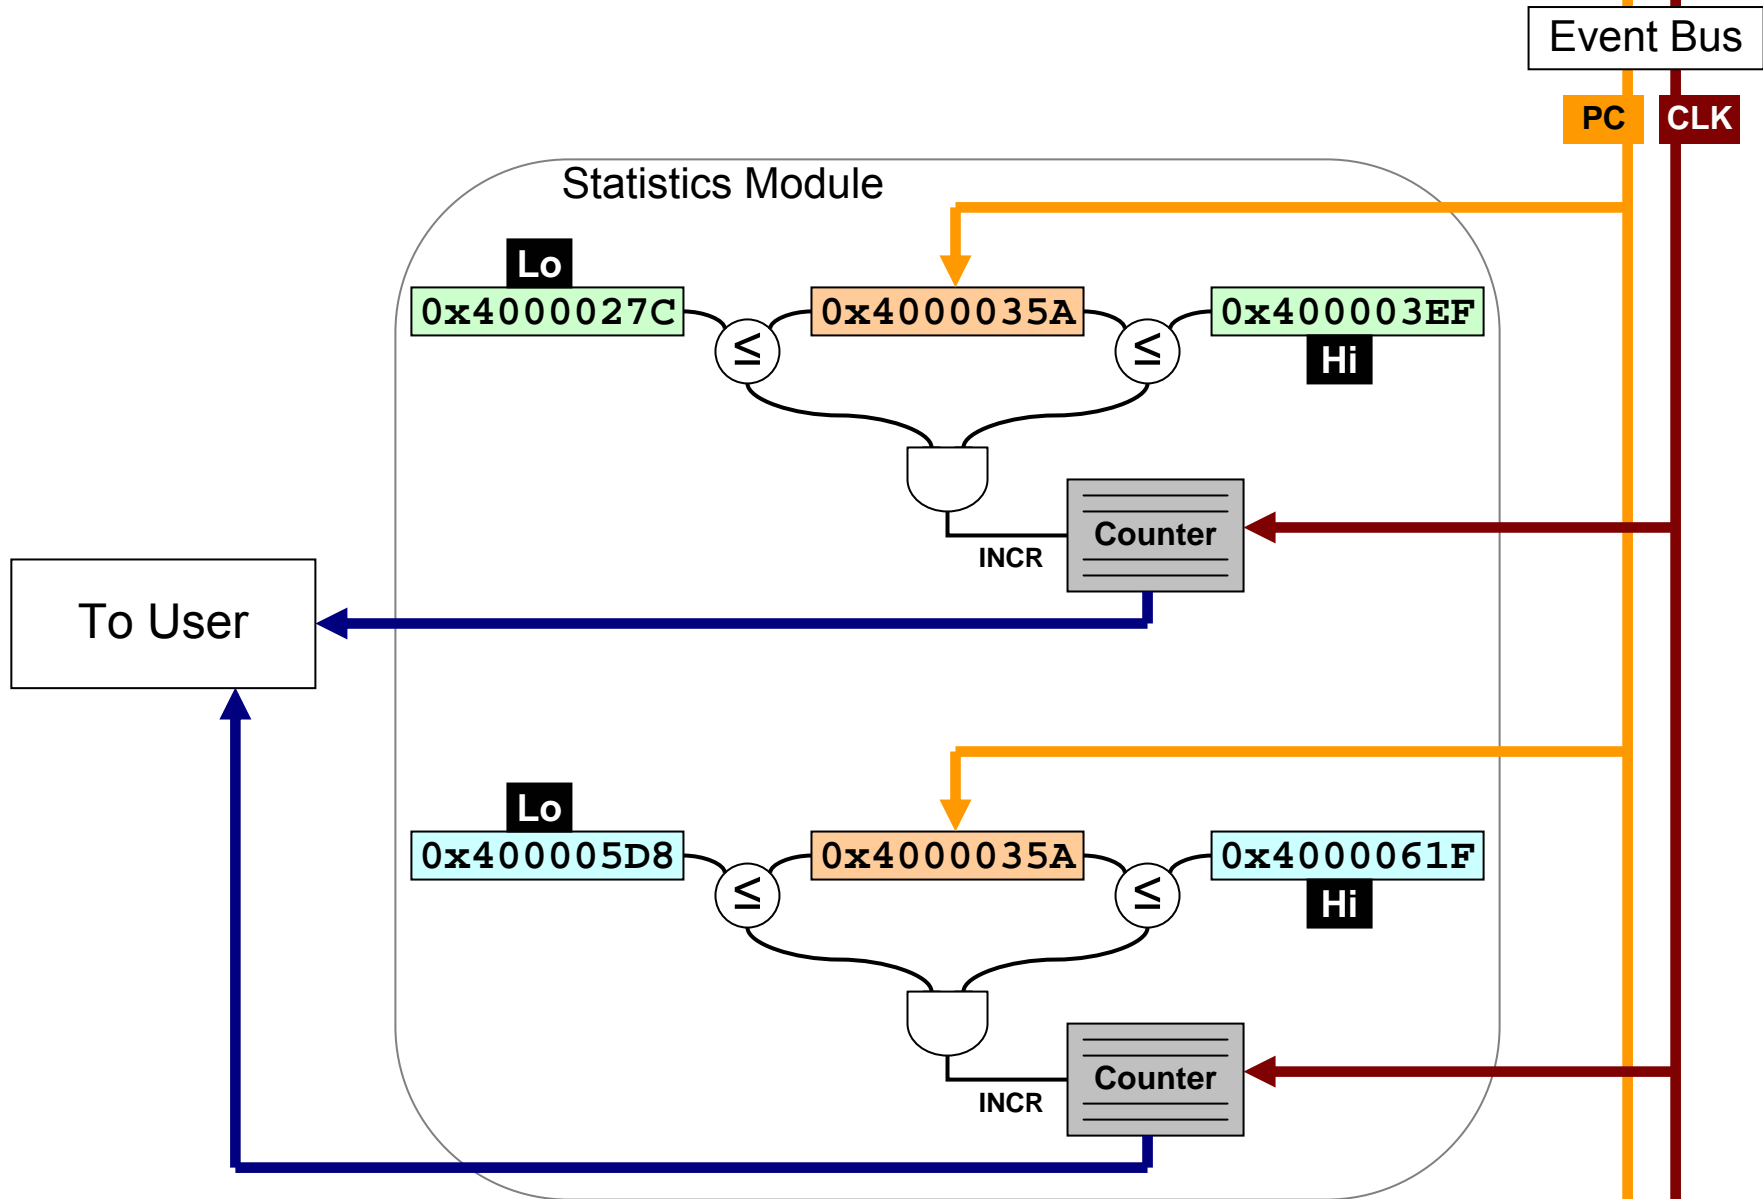 Event Bus
PC CLK
Statistics Module
Lo
0x4000027C 0x4000035A 0x400003EF
≤ ≤
Hi
Counter
INCR
To User
Lo
0x400005D8 0x4000035A 0x4000061F
≤ ≤
Hi
Counter
INCR